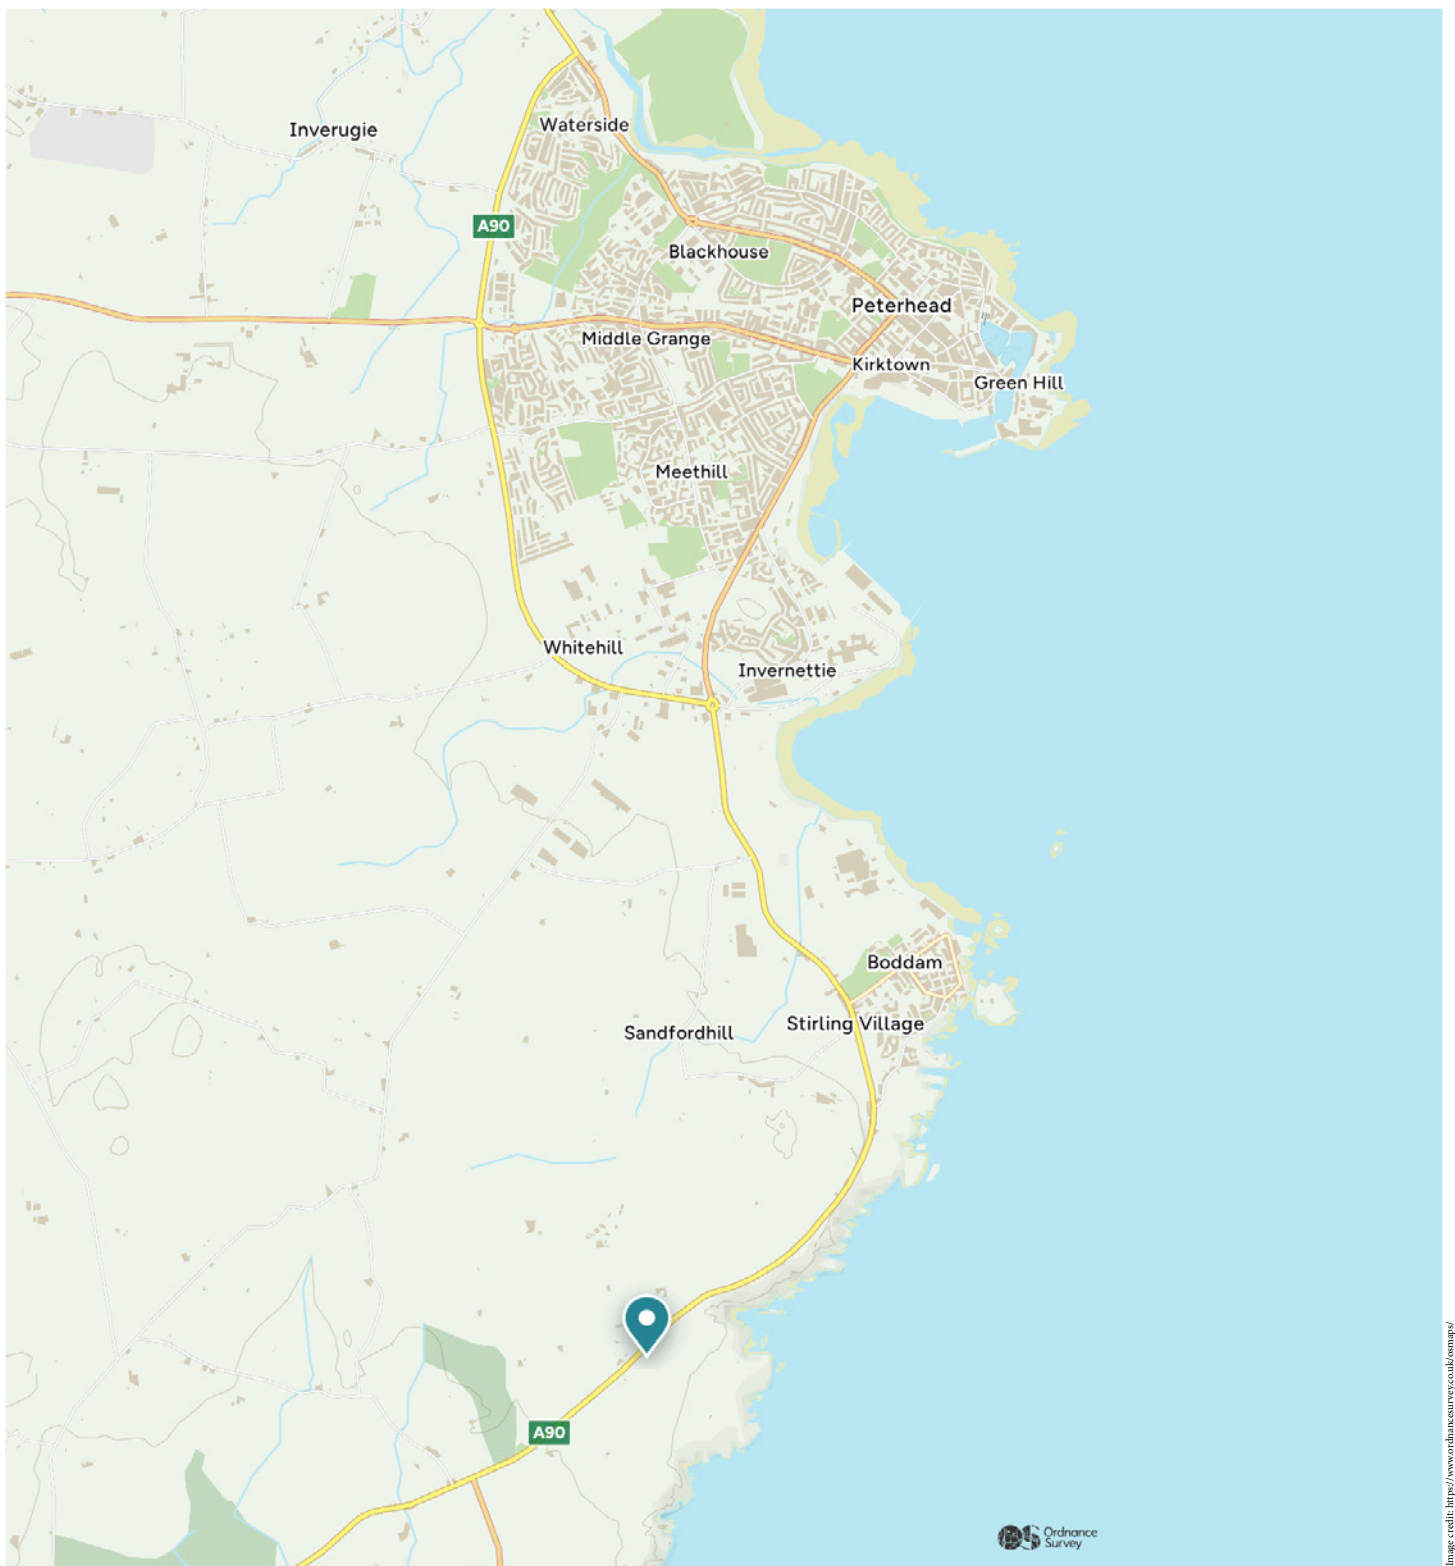 Inverugie
Waterside
A90
Blackhouse
Peterhead
Middle Grange
Kirktown
Green Hill
Meethill
Whitehill
Invernettie
Boddam
Stirling Village
Sandfordhill
A90
OS Ordnance
Survey
Image credit: https://www.ordnancesurvey.co.uk/osmaps/